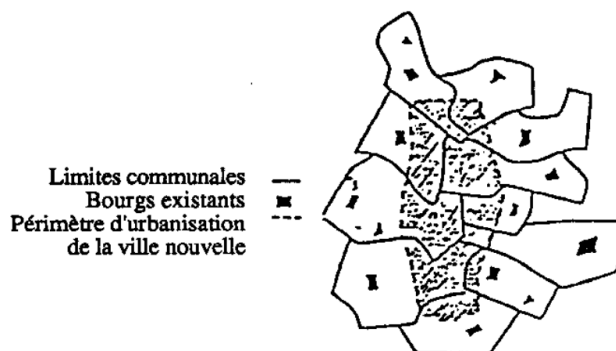 Limites communales
Bourgs existants
Périmètre d'urbanisation
de la ville nouvelle